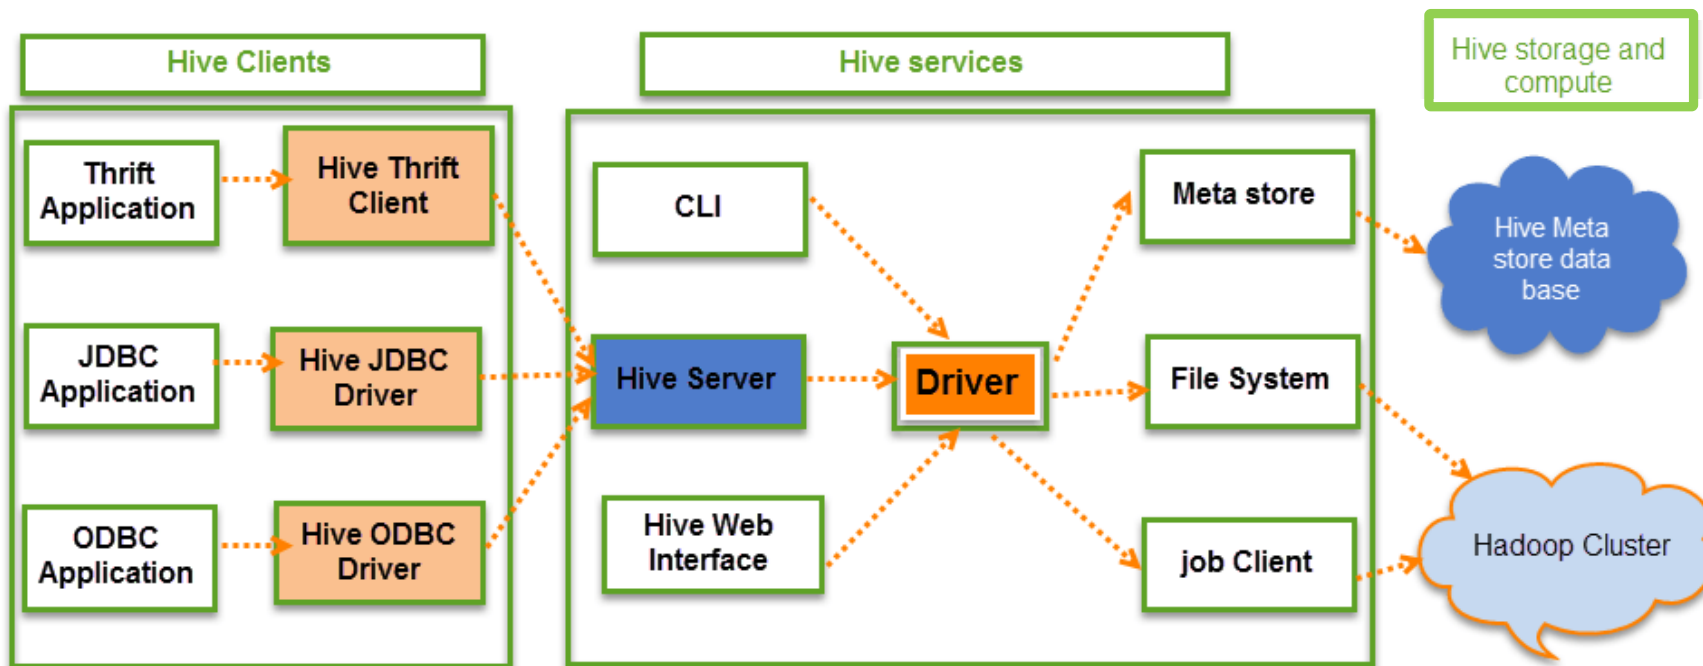 Hive Clients
Hive services
Hive storage and
compute
Thrift
Application
Hive Thrift
Client
CLI
Meta store
Hive Meta
store data
base
JDBC
Application
Hive JDBC
Driver
Hive Server
Driver
File System
ODBC
Application
Hive ODBC
Driver
Hive Web
Interface
job Client
Hadoop Cluster